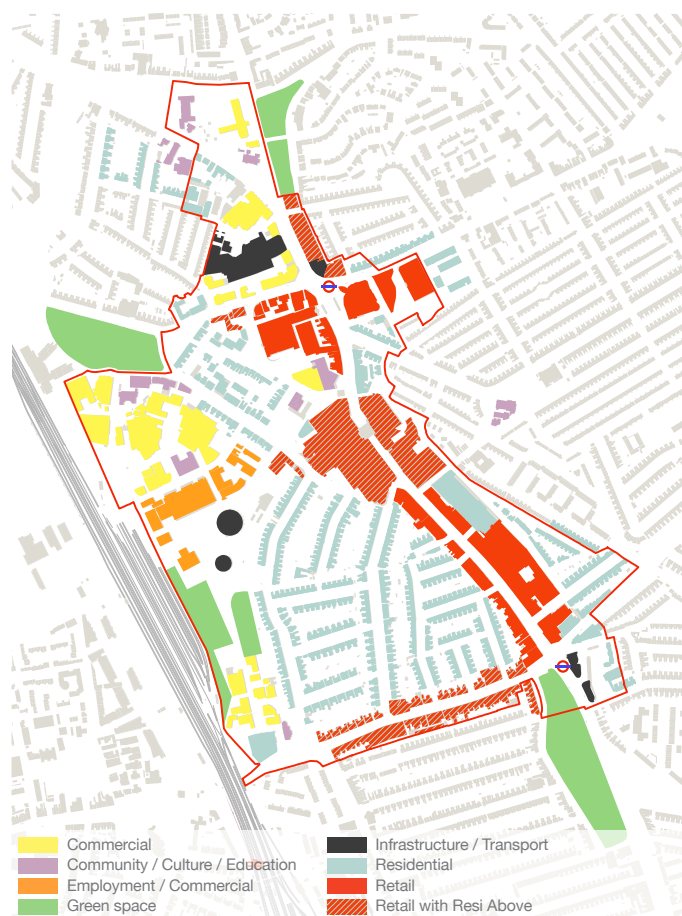 Commercial
Community / Culture / Education
Employment / Commercial
Green space
Infrastructure / Transport
Residential
Retail
Retail with Resi Above